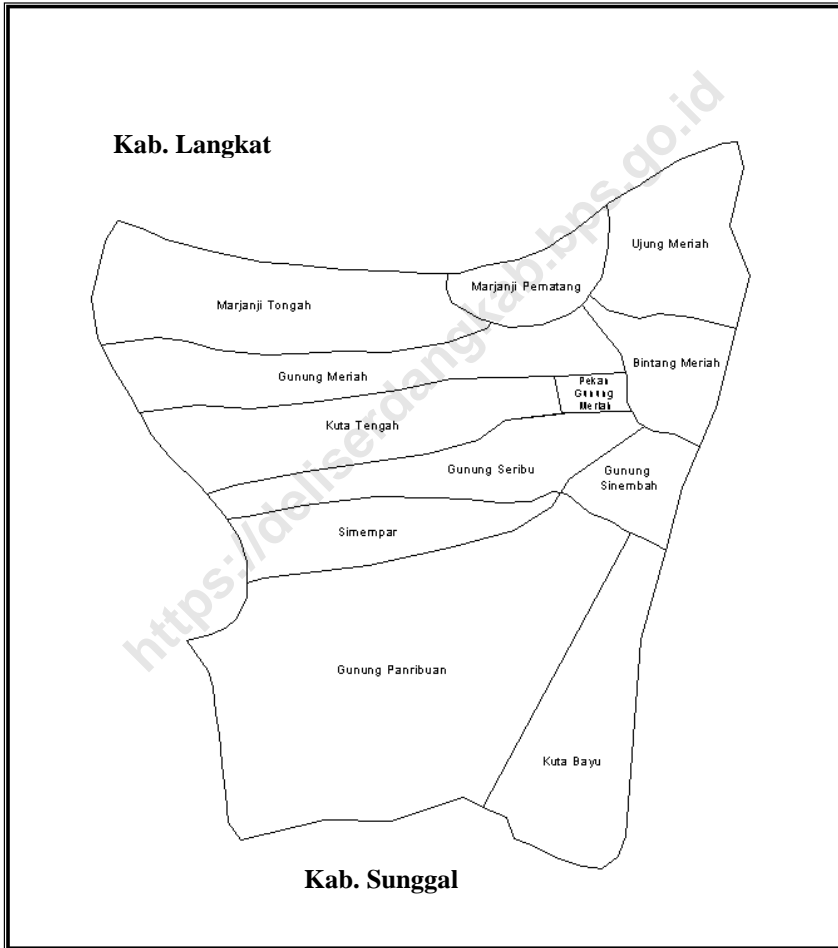 Kab. Langkat
Ujung Meriah
Marjanji Pematang
Marjanji Tongah
Bintang Meriah
Gunung Meriah
Pekan
Gunung
Meriah
Kuta Tengah
Gunung Seribu
Gunung
Sinembah
Simempar
Gunung Panribuan
Kuta Bayu
Kab. Sunggal
https://deliserdangkab.bps.go.id